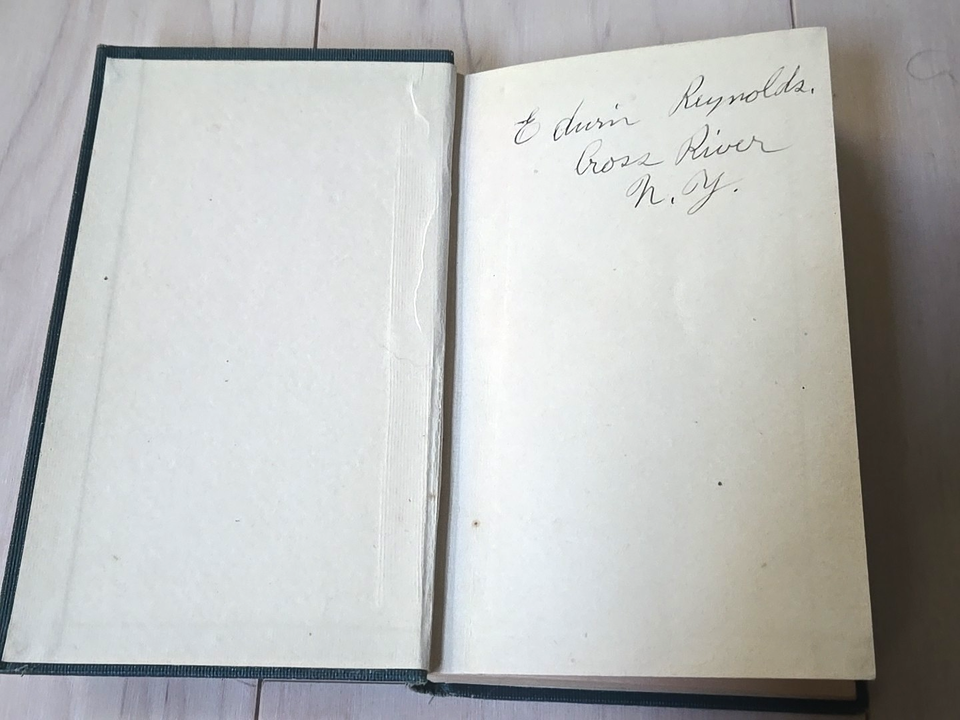 Edwin Reynolds.
Cross River
N. Y.